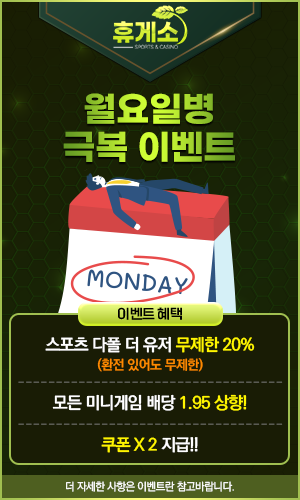 휴게소
SPORTS & CASINO
월요일병
극복 이벤트
MONDAY
이벤트 혜택
스포츠 다폴 더 유저 무제한 20%
(환전 있어도 무제한)
모든 미니게임 배당 1.95 상향!
쿠폰 X 2 지급!!
더 자세한 사항은 이벤트란 참고바랍니다.